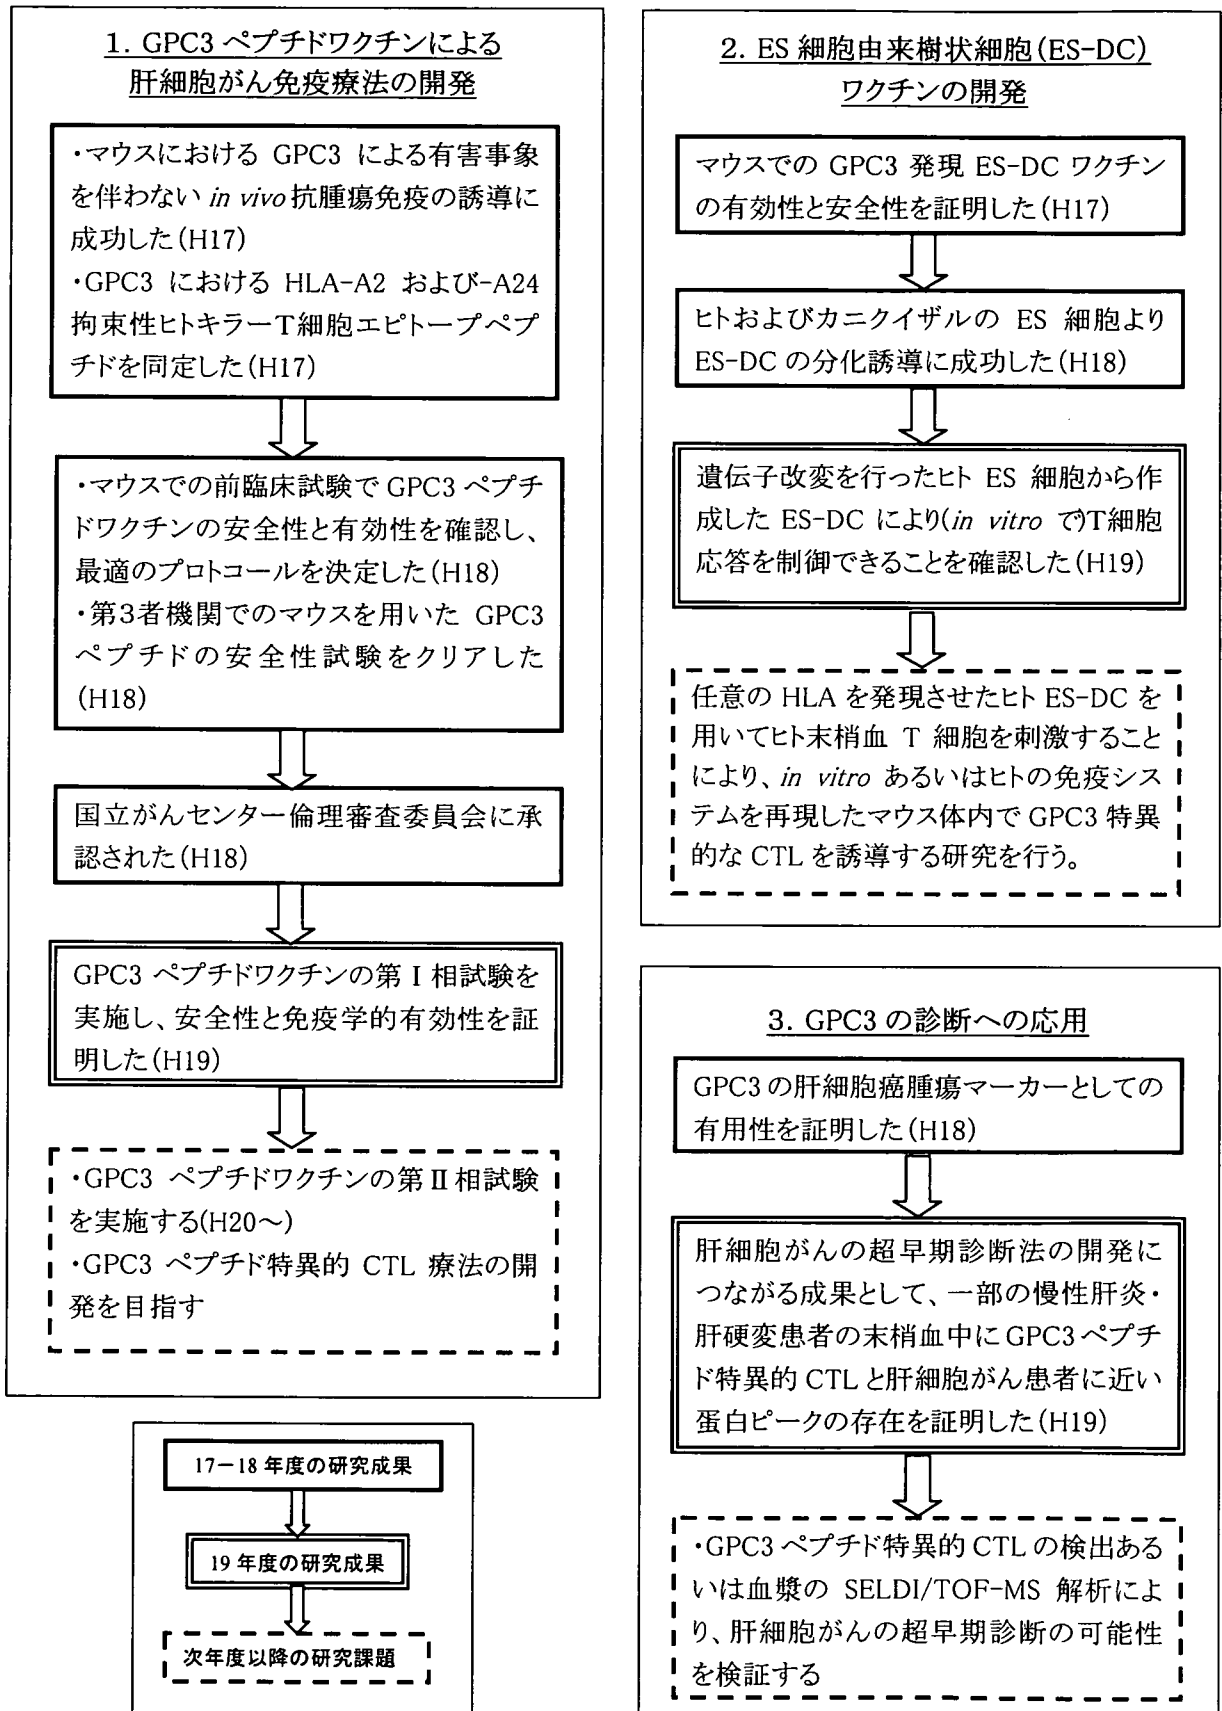 1. GPC3 ペプチドワクチンによる
肝細胞がん免疫療法の開発
・マウスにおける GPC3 による有害事象
を伴わない in vivo 抗腫瘍免疫の誘導に
成功した(H17)
・GPC3 における HLA-A2 および-A24
拘束性ヒトキラーT細胞エピトープペプ
チドを同定した(H17)
・マウスでの前臨床試験で GPC3 ペプチ
ドワクチンの安全性と有効性を確認し、
最適のプロトコールを決定した(H18)
・第3者機関でのマウスを用いた GPC3
ペプチドの安全性試験をクリアした
(H18)
国立がんセンター倫理審査委員会に承
認された(H18)
GPC3 ペプチドワクチンの第 I 相試験を
実施し、安全性と免疫学的有効性を証
明した(H19)
・GPC3 ペプチドワクチンの第Ⅱ相試験
を実施する(H20～)
・GPC3 ペプチド特異的 CTL 療法の開
発を目指す
17－18 年度の研究成果
19 年度の研究成果
次年度以降の研究課題
2. ES 細胞由来樹状細胞(ES-DC)
ワクチンの開発
マウスでの GPC3 発現 ES-DC ワクチン
の有効性と安全性を証明した(H17)
ヒトおよびカニクイザルの ES 細胞より
ES-DC の分化誘導に成功した(H18)
遺伝子改変を行ったヒト ES 細胞から作
成した ES-DC により(in vitro で)T細胞
応答を制御できることを確認した(H19)
任意の HLA を発現させたヒト ES-DC を
用いてヒト末梢血 T 細胞を刺激すること
により、in vitro あるいはヒトの免疫シス
テムを再現したマウス体内で GPC3 特異
的な CTL を誘導する研究を行う。
3. GPC3 の診断への応用
GPC3 の肝細胞癌腫瘍マーカーとしての
有用性を証明した(H18)
肝細胞がんの超早期診断法の開発に
つながる成果として、一部の慢性肝炎・
肝硬変患者の末梢血中に GPC3 ペプチ
ド特異的 CTL と肝細胞がん患者に近い
蛋白ピークの存在を証明した(H19)
・GPC3 ペプチド特異的 CTL の検出ある
いは血漿の SELDI/TOF-MS 解析によ
り、肝細胞がんの超早期診断の可能性
を検証する